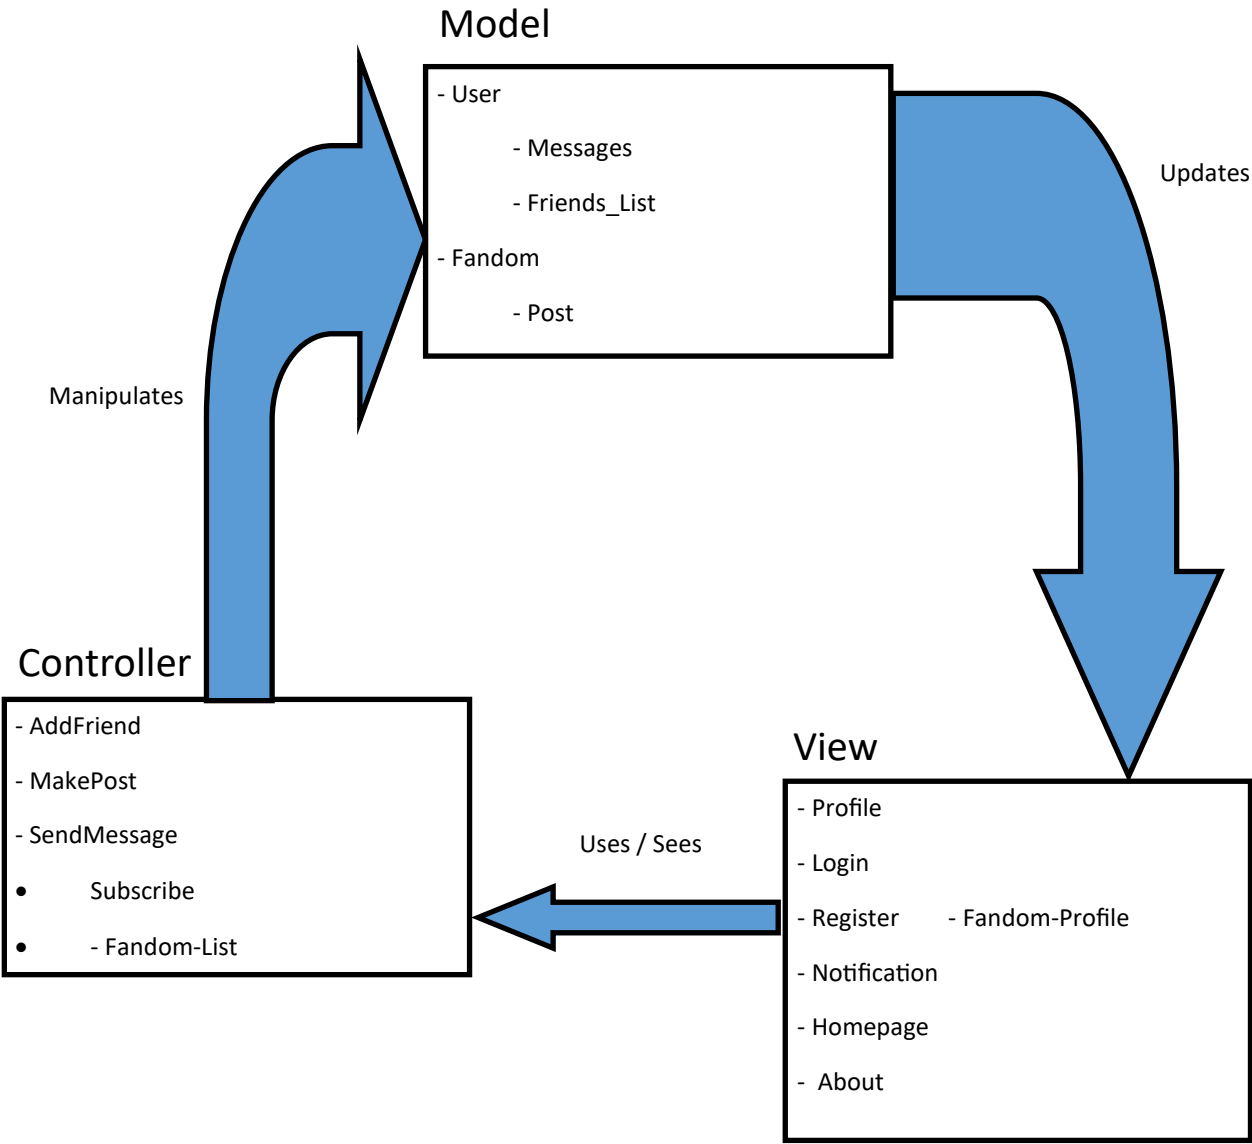 Model
- User
- Messages
- Friends_List
- Fandom
- Post
Updates
Manipulates
Controller
- AddFriend
- MakePost
- SendMessage
• Subscribe
• - Fandom-List
Uses / Sees
View
- Profile
- Login
- Register - Fandom-Profile
- Notification
- Homepage
- About